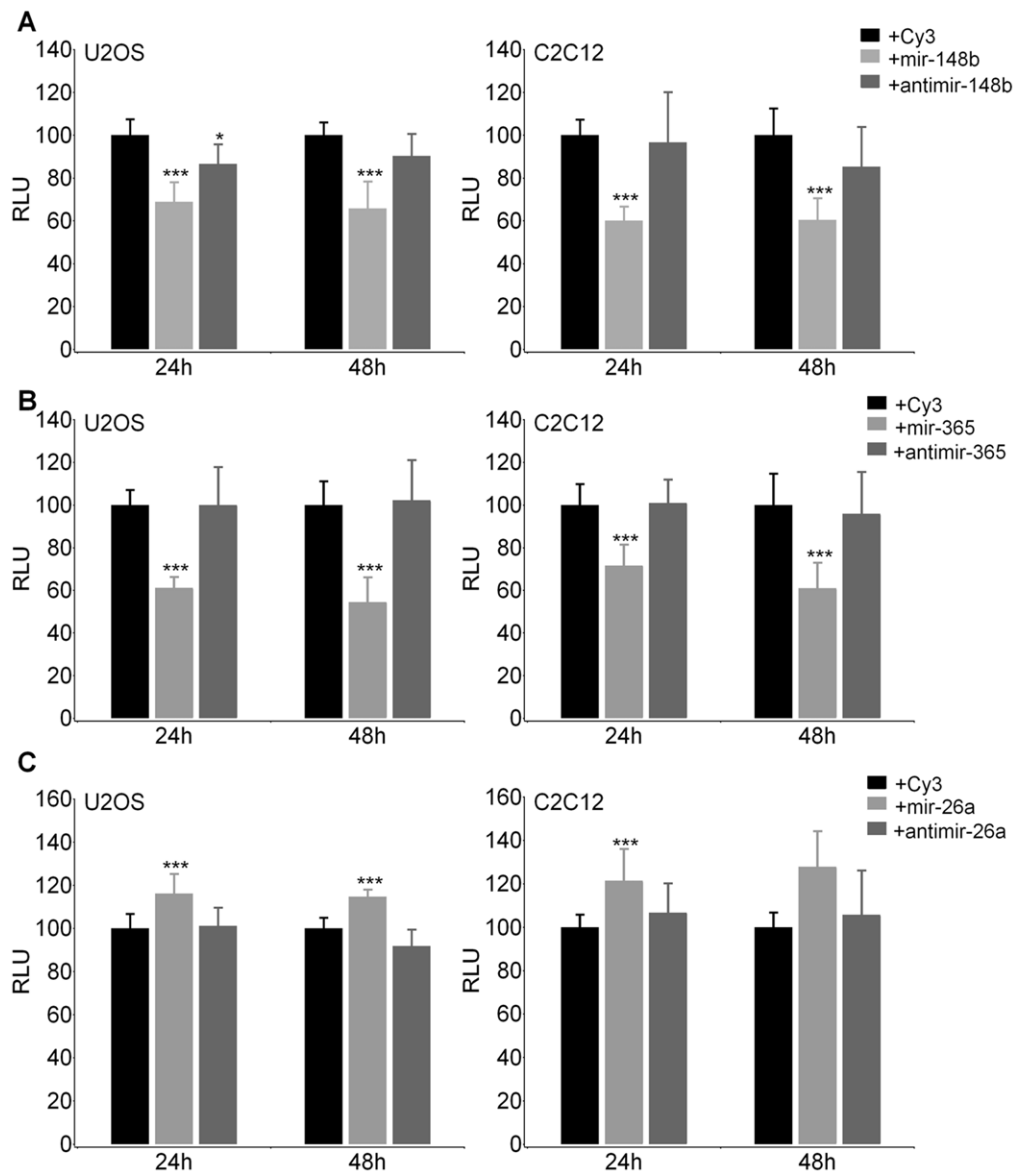 A
U2OS
C2C12
+Cy3
+mir-148b
+antimir-148b
140
120
100
80
60
40
20
0
RLU
***
*
***
24h
48h
140
120
100
80
60
40
20
0
RLU
***
***
24h
48h
B
U2OS
C2C12
+Cy3
+mir-365
+antimir-365
140
120
100
80
60
40
20
0
RLU
***
***
24h
48h
140
120
100
80
60
40
20
0
RLU
***
***
24h
48h
C
U2OS
C2C12
+Cy3
+mir-26a
+antimir-26a
160
140
120
100
80
60
40
20
0
RLU
***
***
24h
48h
160
140
120
100
80
60
40
20
0
RLU
***
24h
48h